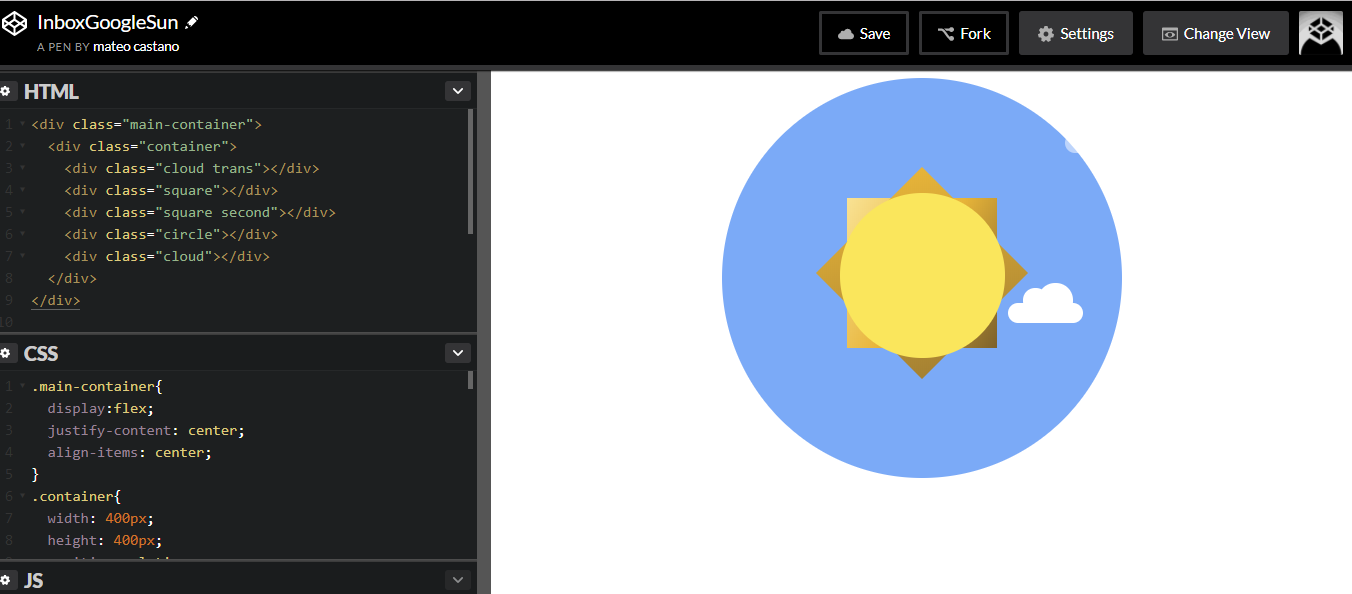 InboxGoogleSun
A PEN BY mateo castano
Save
Fork
Settings
Change View
HTML
1 <div class="main-container">
2 <div class="container">
3 <div class="cloud trans"></div>
4 <div class="square"></div>
5 <div class="square second"></div>
6 <div class="circle"></div>
7 <div class="cloud"></div>
8 </div>
9 </div>
10
CSS
1 .main-container{
2 display:flex;
3 justify-content: center;
4 align-items: center;
5 }
6 .container{
7 width: 400px;
8 height: 400px;
JS